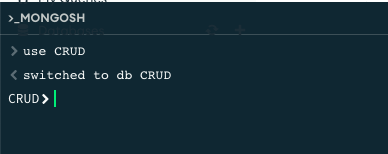 >_MONGOSH
> use CRUD
< switched to db CRUD
CRUD>